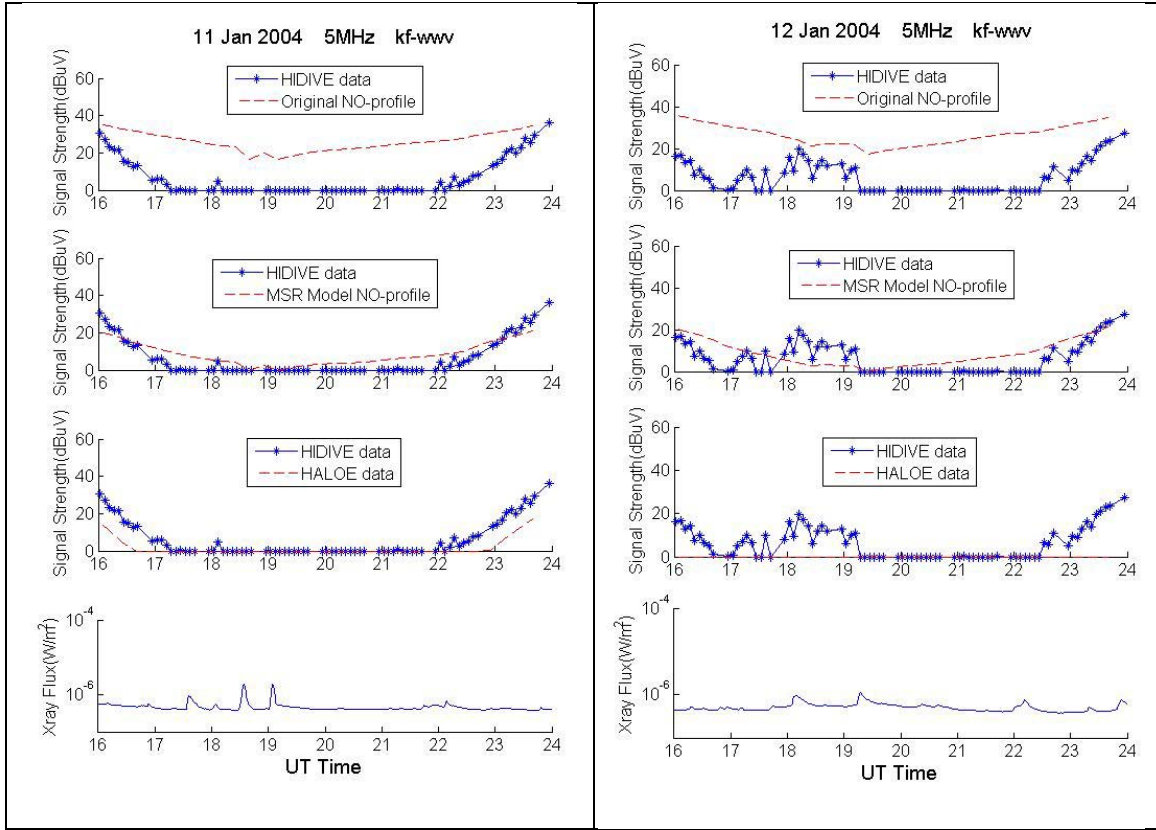 11 Jan 2004 5MHz kf-wwv
Signal Strength(dBuV)
60
40
20
0
HIDIVE data
Original NO-profile
16 17 18 19 20 21 22 23 24
Signal Strength(dBuV)
60
40
20
0
HIDIVE data
MSR Model NO-profile
16 17 18 19 20 21 22 23 24
Signal Strength(dBuV)
60
40
20
0
HIDIVE data
HALOE data
16 17 18 19 20 21 22 23 24
Xray Flux(W/m²)
10⁻⁴
10⁻⁶
16 17 18 19 20 21 22 23 24
UT Time
12 Jan 2004 5MHz kf-wwv
Signal Strength(dBuV)
60
40
20
0
HIDIVE data
Original NO-profile
16 17 18 19 20 21 22 23 24
Signal Strength(dBuV)
60
40
20
0
HIDIVE data
MSR Model NO-profile
16 17 18 19 20 21 22 23 24
Signal Strength(dBuV)
60
40
20
0
HIDIVE data
HALOE data
16 17 18 19 20 21 22 23 24
Xray Flux(W/m²)
10⁻⁴
10⁻⁶
16 17 18 19 20 21 22 23 24
UT Time